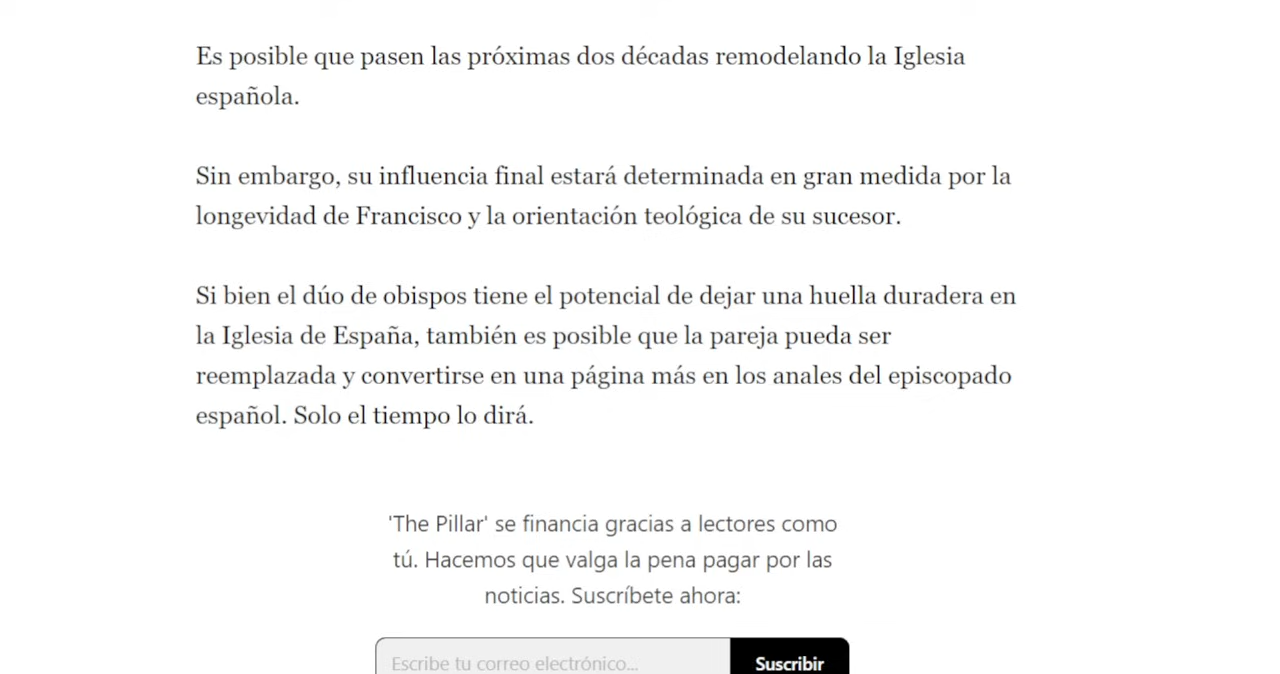 Es posible que pasen las próximas dos décadas remodelando la Iglesia
española.
Sin embargo, su influencia final estará determinada en gran medida por la
longevidad de Francisco y la orientación teológica de su sucesor.
Si bien el dúo de obispos tiene el potencial de dejar una huella duradera en
la Iglesia de España, también es posible que la pareja pueda ser
reemplazada y convertirse en una página más en los anales del episcopado
español. Solo el tiempo lo dirá.
'The Pillar' se financia gracias a lectores como
tú. Hacemos que valga la pena pagar por las
noticias. Suscríbete ahora:
Escribe tu correo electrónico... Suscribir